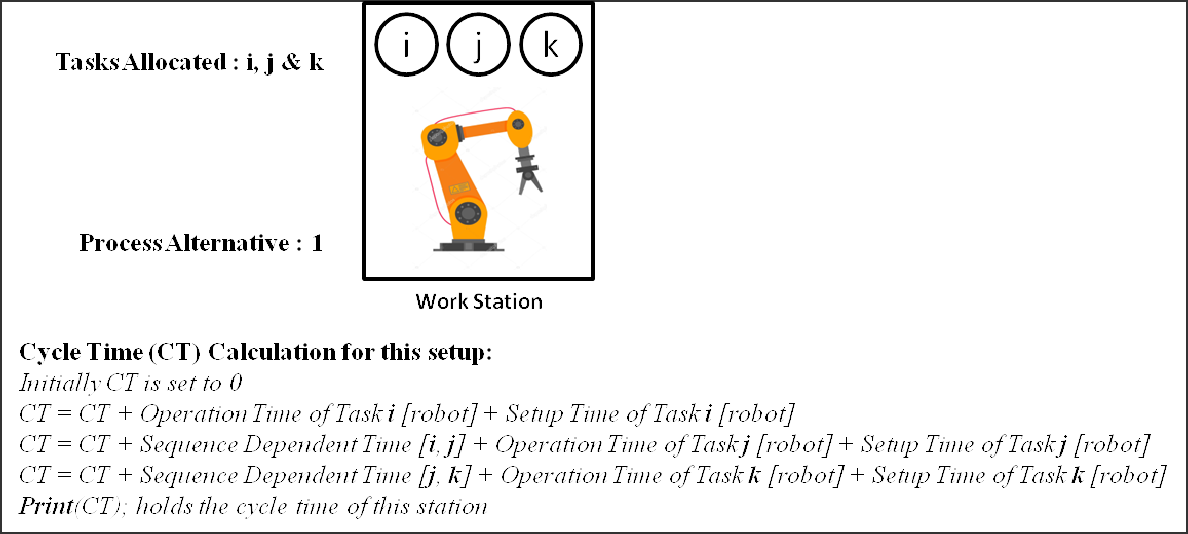 i j k
Tasks Allocated : i, j & k
Process Alternative : 1
Work Station
Cycle Time (CT) Calculation for this setup:
Initially CT is set to 0
CT = CT + Operation Time of Task i [robot] + Setup Time of Task i [robot]
CT = CT + Sequence Dependent Time [i, j] + Operation Time of Task j [robot] + Setup Time of Task j [robot]
CT = CT + Sequence Dependent Time [j, k] + Operation Time of Task k [robot] + Setup Time of Task k [robot]
Print(CT); holds the cycle time of this station